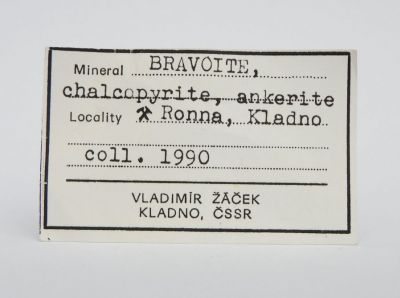 Mineral BRAVOITE,
chalcopyrite, ankerite
Locality ⚒ Ronna, Kladno
coll. 1990
VLADIMÍR ŽÁČEK
KLADNO, ČSSR